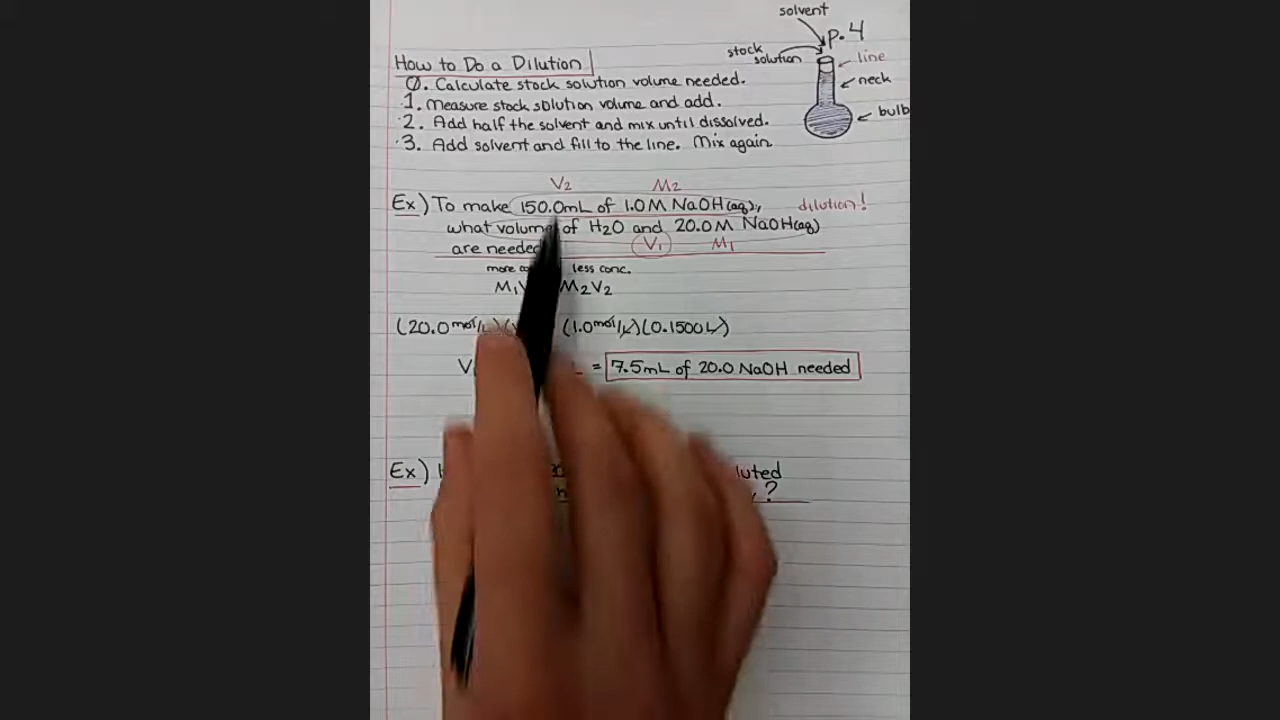 solvent
p.4
stock
solution
line
neck
bulb
How to Do a Dilution
0. Calculate stock solution volume needed.
1. Measure stock solution volume and add.
2. Add half the solvent and mix until dissolved.
3. Add solvent and fill to the line. Mix again.
V2 M2
Ex) To make 150.0mL of 1.0M NaOH(aq), dilution!
what volume of H2O and 20.0M NaOH(aq)
are
V1 M1
more less conc.
M2V2
(20.0mol/L) (1.0mol/L)(0.1500L)
= 7.5mL of 20.0 NaOH needed
Ex)
?